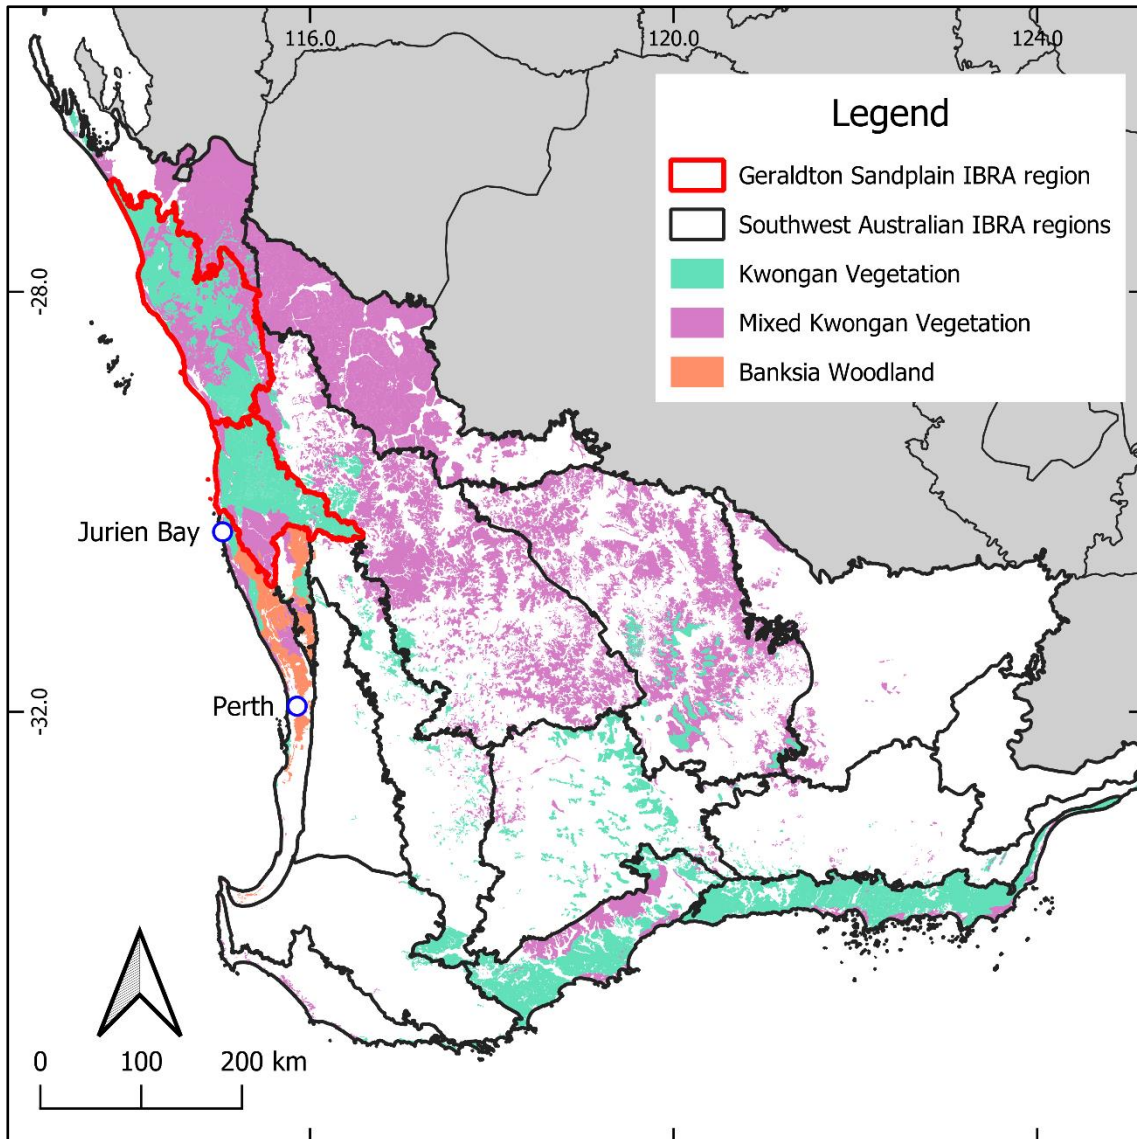 116.0
120.0
124.0
Legend
Geraldton Sandplain IBRA region
Southwest Australian IBRA regions
-28.0
Kwongan Vegetation
Mixed Kwongan Vegetation
Banksia Woodland
Jurien Bay
Perth
-32.0
0 100 200 km